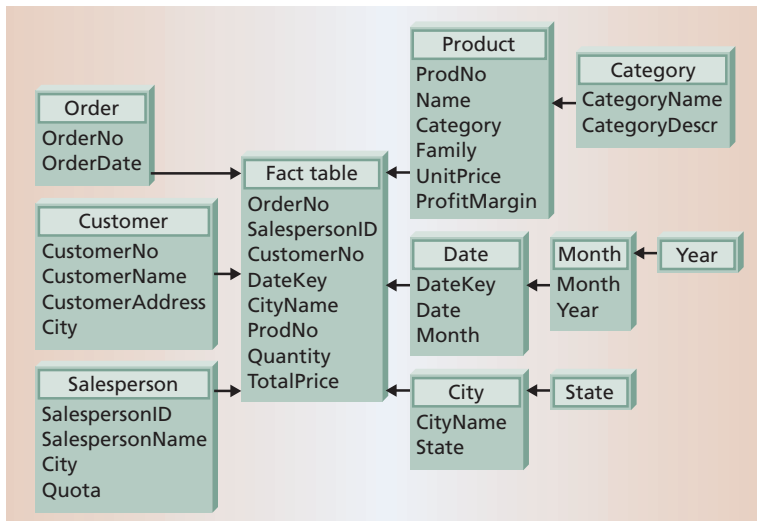 Order
OrderNo
OrderDate
Customer
CustomerNo
CustomerName
CustomerAddress
City
Salesperson
SalespersonID
SalespersonName
City
Quota
Fact table
OrderNo
SalespersonID
CustomerNo
DateKey
CityName
ProdNo
Quantity
TotalPrice
Product
ProdNo
Name
Category
Family
UnitPrice
ProfitMargin
Category
CategoryName
CategoryDescr
Date
DateKey
Date
Month
Month
Month
Year
Year
City
CityName
State
State